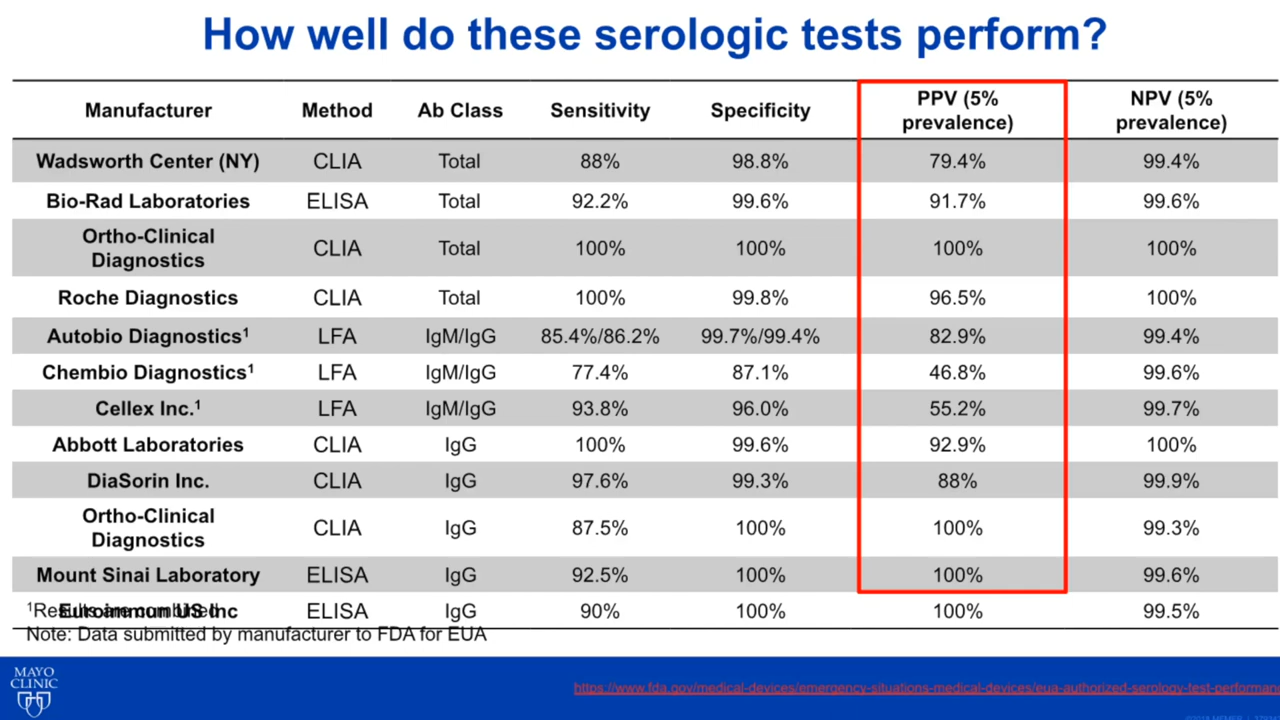 How well do these serologic tests perform?
Manufacturer Method Ab Class Sensitivity Specificity PPV (5% prevalence) NPV (5% prevalence)
Wadsworth Center (NY) CLIA Total 88% 98.8% 79.4% 99.4%
Bio-Rad Laboratories ELISA Total 92.2% 99.6% 91.7% 99.6%
Ortho-Clinical Diagnostics CLIA Total 100% 100% 100% 100%
Roche Diagnostics CLIA Total 100% 99.8% 96.5% 100%
Autobio Diagnostics¹ LFA IgM/IgG 85.4%/86.2% 99.7%/99.4% 82.9% 99.4%
Chembio Diagnostics¹ LFA IgM/IgG 77.4% 87.1% 46.8% 99.6%
Cellex Inc.¹ LFA IgM/IgG 93.8% 96.0% 55.2% 99.7%
Abbott Laboratories CLIA IgG 100% 99.6% 92.9% 100%
DiaSorin Inc. CLIA IgG 97.6% 99.3% 88% 99.9%
Ortho-Clinical Diagnostics CLIA IgG 87.5% 100% 100% 99.3%
Mount Sinai Laboratory ELISA IgG 92.5% 100% 100% 99.6%
Euroimmun US Inc ELISA IgG 90% 100% 100% 99.5%
¹Results are combined
Note: Data submitted by manufacturer to FDA for EUA
MAYO
CLINIC
https://www.fda.gov/medical-devices/emergency-situations-medical-devices/eua-authorized-serology-test-performan